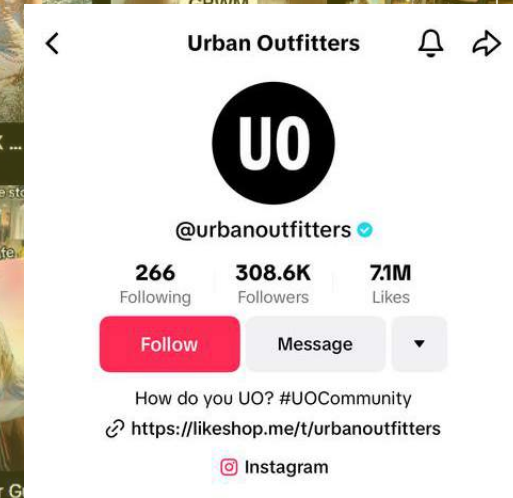 GRWM
Urban Outfitters
UO
@urbanoutfitters
266 308.6K 7.1M
Following Followers Likes
Follow Message
How do you UO? #UOCommunity
https://likeshop.me/t/urbanoutfitters
Instagram